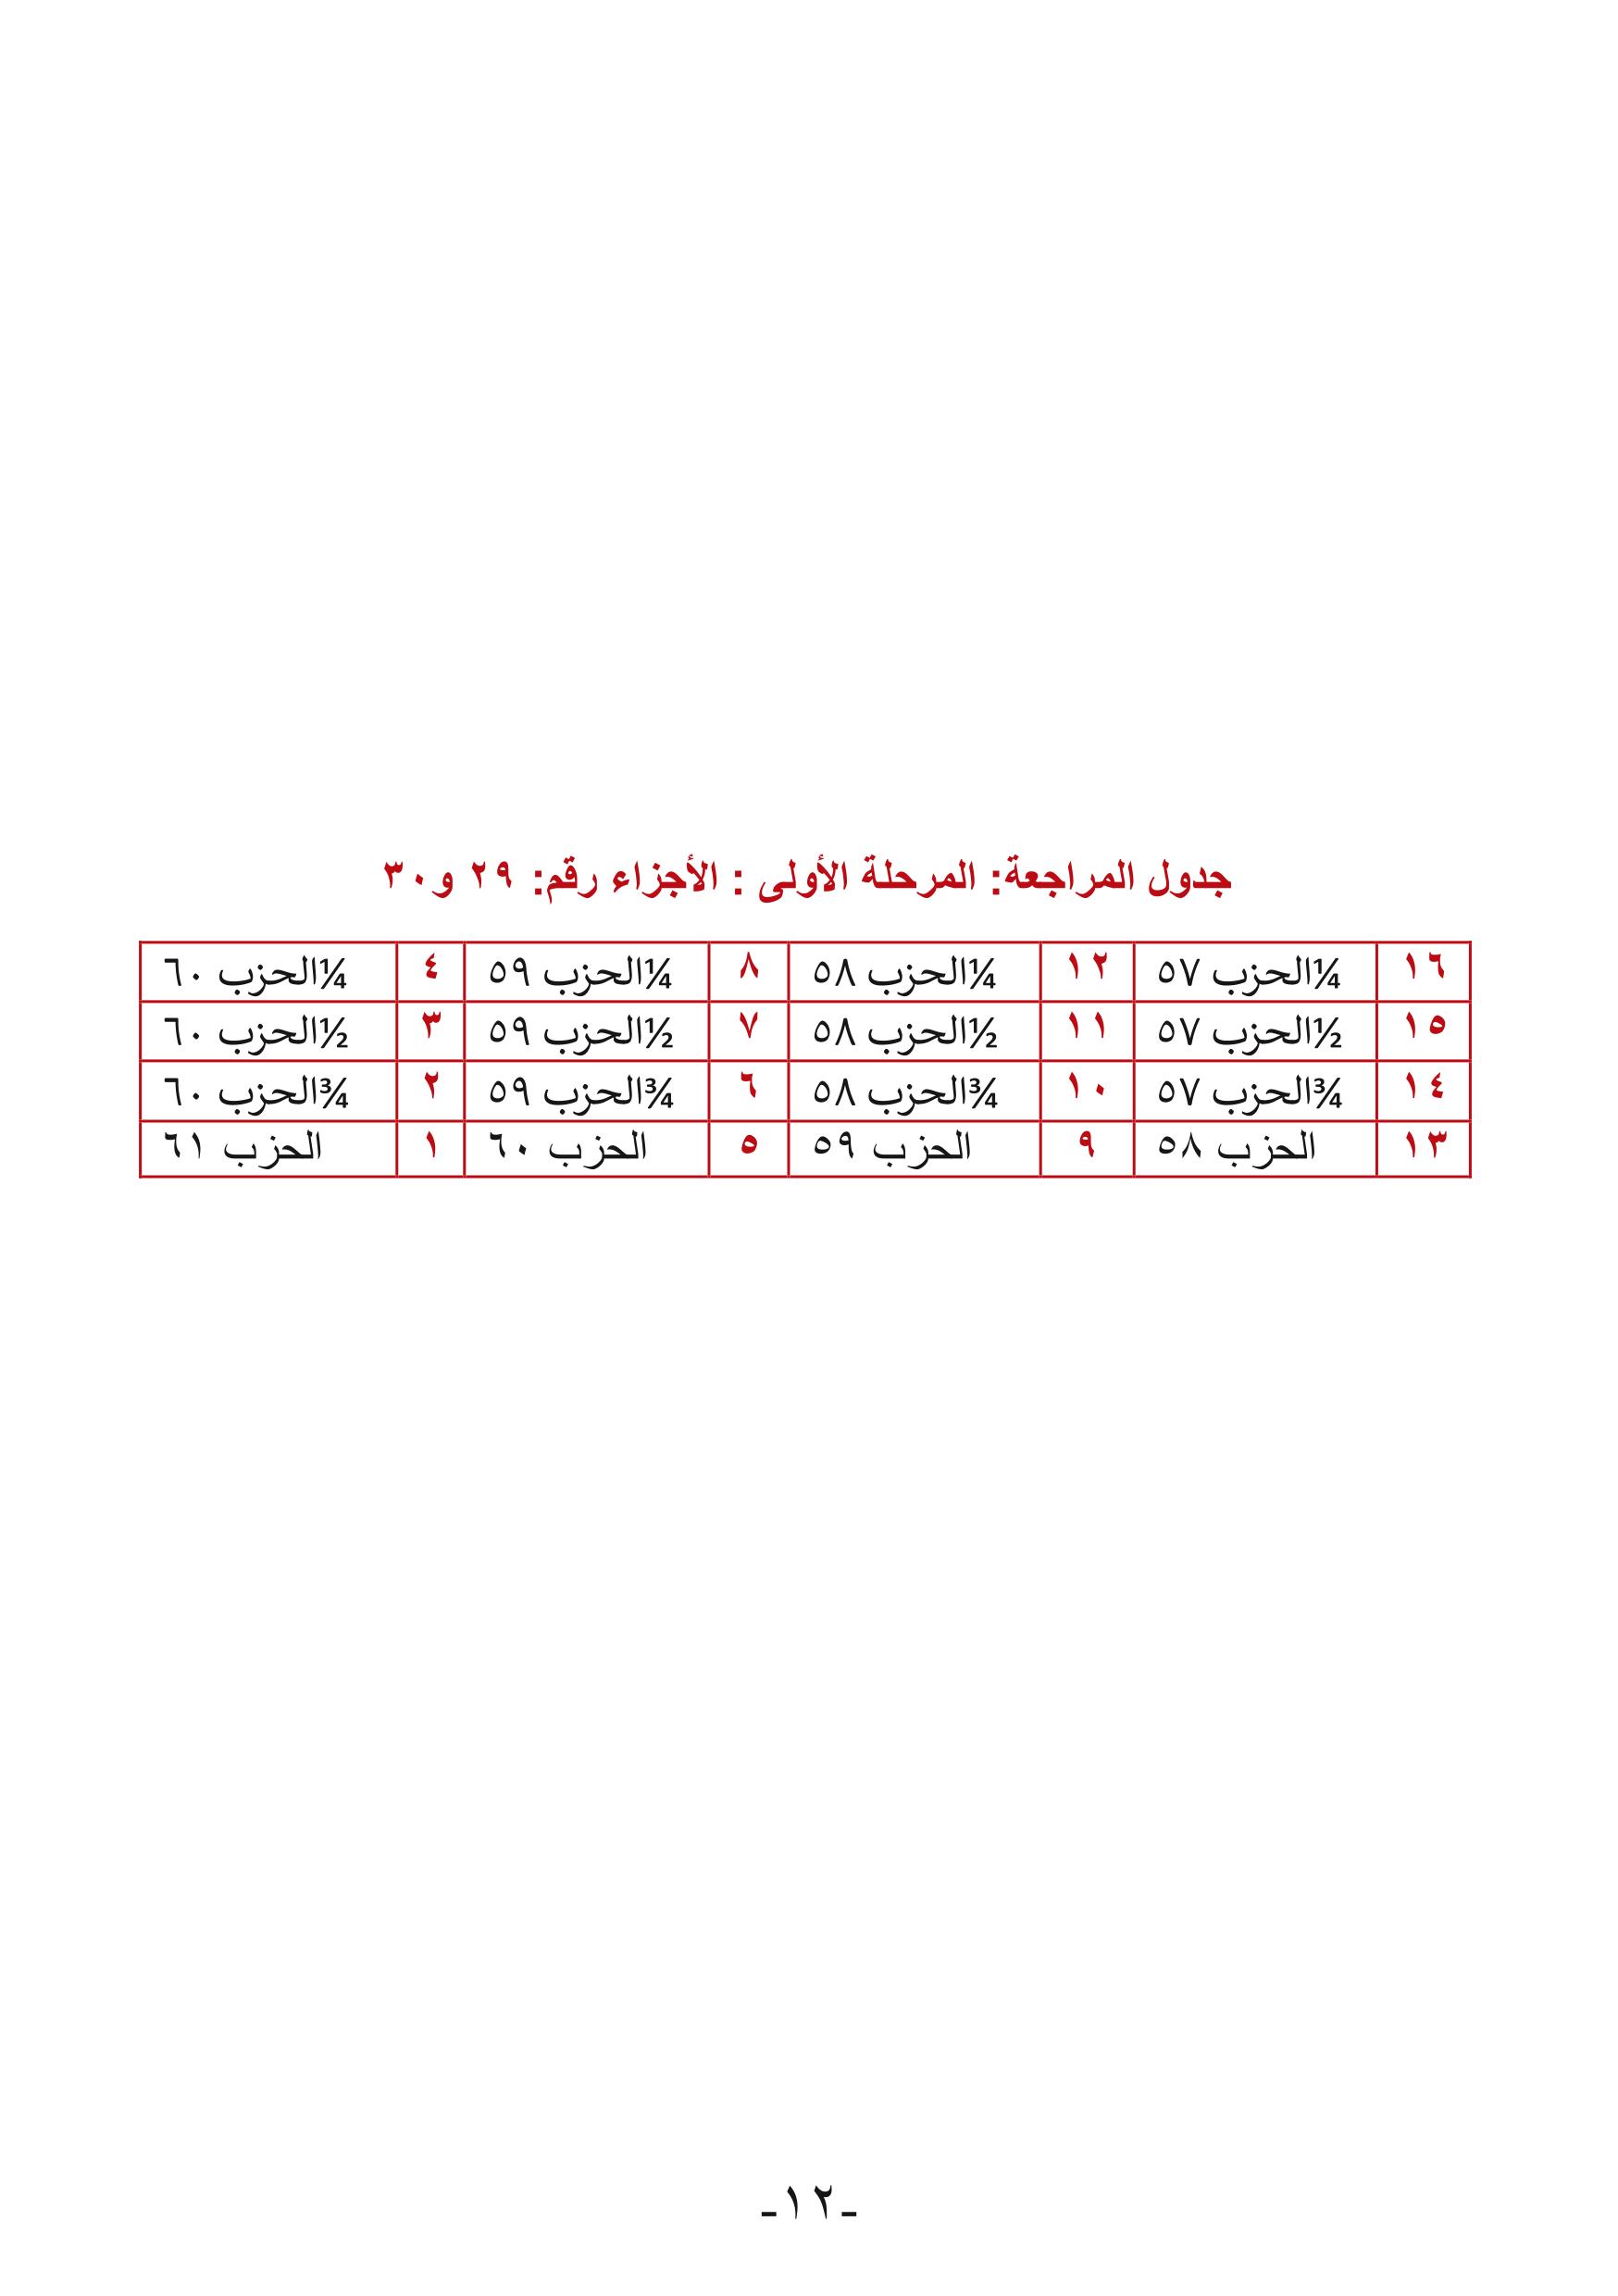 جدول المراجعة: المرحلة الأولى : الأجزاء رقم: ٢٩ و٣٠
١٦ ¼الحزب ٥٧ ١٢ ¼الحزب ٥٨ ٨ ¼الحزب ٥٩ ٤ ¼الحزب ٦٠
١٥ ½الحزب ٥٧ ١١ ½الحزب ٥٨ ٧ ½الحزب ٥٩ ٣ ½الحزب ٦٠
١٤ ¾الحزب ٥٧ ١٠ ¾الحزب ٥٨ ٦ ¾الحزب ٥٩ ٢ ¾الحزب ٦٠
١٣ الحزب ٥٨ ٩ الحزب ٥٩ ٥ الحزب ٦٠ ١ الحزب ٦١
-١٢-